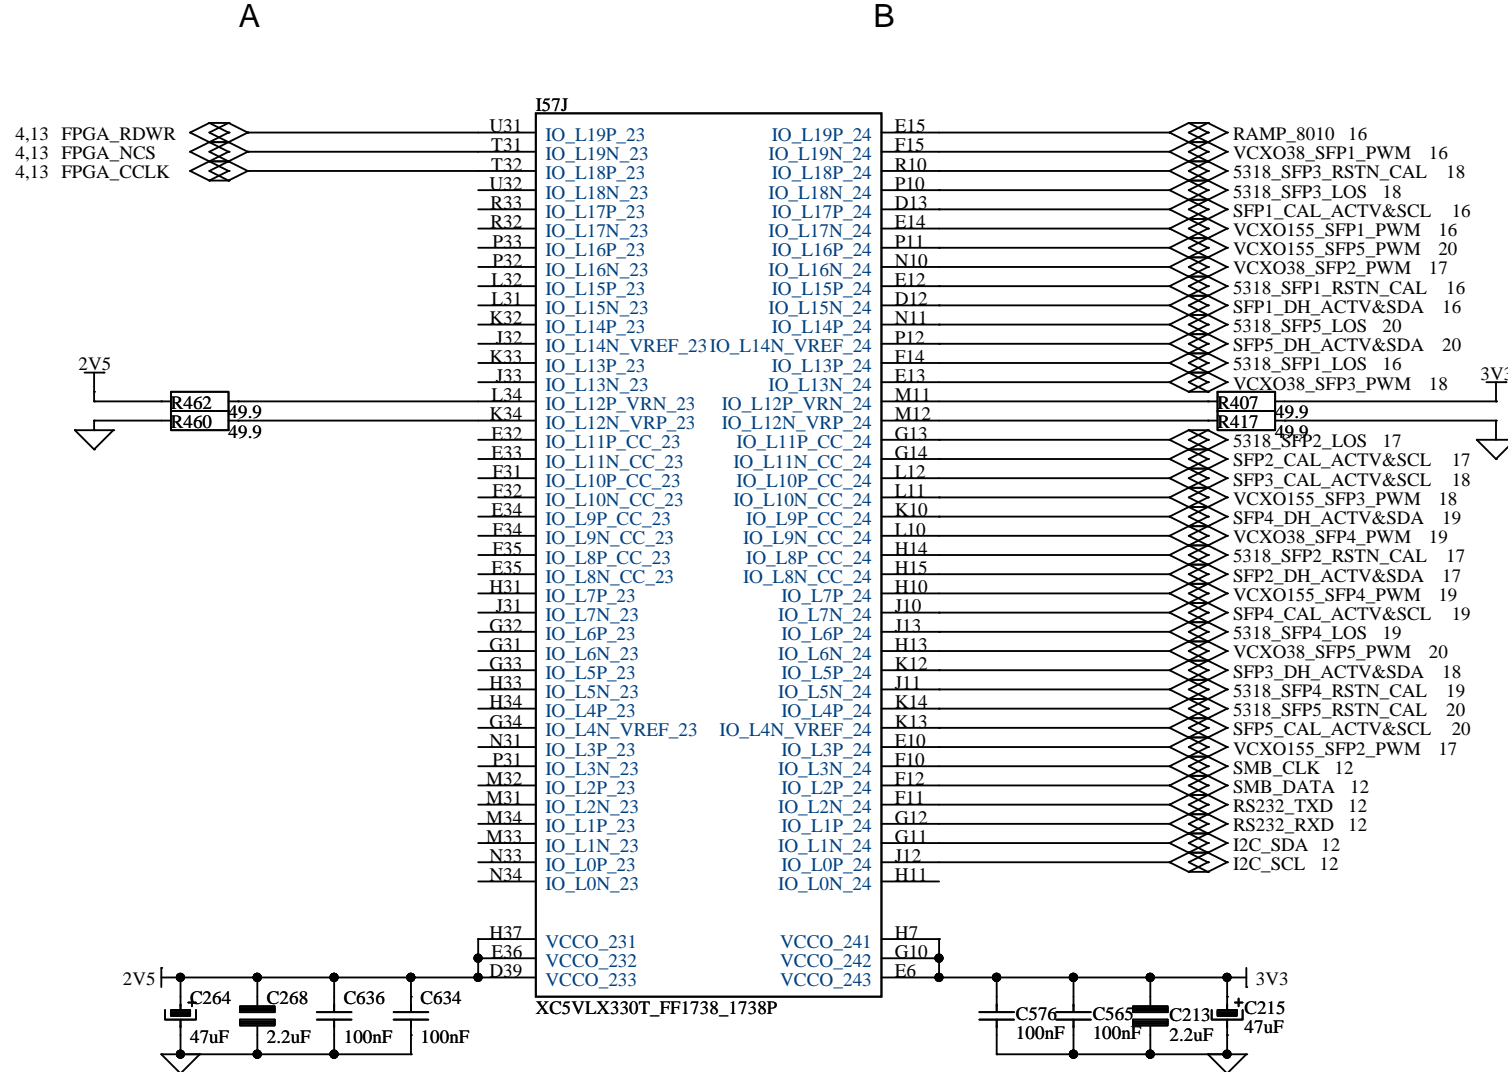 A B
I57J
4,13 FPGA_RDWR U31 IO_L19P_23 IO_L19P_24 E15 RAMP_8010 16
4,13 FPGA_NCS T31 IO_L19N_23 IO_L19N_24 F15 VCXO38_SFP1_PWM 16
4,13 FPGA_CCLK T32 IO_L18P_23 IO_L18P_24 R10 5318_SFP3_RSTN_CAL 18
U32 IO_L18N_23 IO_L18N_24 P10 5318_SFP3_LOS 18
R33 IO_L17P_23 IO_L17P_24 D13 SFP1_CAL_ACTV&SCL 16
R32 IO_L17N_23 IO_L17N_24 E14 VCXO155_SFP1_PWM 16
P33 IO_L16P_23 IO_L16P_24 P11 VCXO155_SFP5_PWM 20
P32 IO_L16N_23 IO_L16N_24 N10 VCXO38_SFP2_PWM 17
L32 IO_L15P_23 IO_L15P_24 E12 5318_SFP1_RSTN_CAL 16
L31 IO_L15N_23 IO_L15N_24 D12 SFP1_DH_ACTV&SDA 16
K32 IO_L14P_23 IO_L14P_24 N11 5318_SFP5_LOS 20
J32 IO_L14N_VREF_23 IO_L14N_VREF_24 P12 SFP5_DH_ACTV&SDA 20
2V5 K33 IO_L13P_23 IO_L13P_24 F14 5318_SFP1_LOS 16
J33 IO_L13N_23 IO_L13N_24 E13 VCXO38_SFP3_PWM 18 3V3
R462 49.9 L34 IO_L12P_VRN_23 IO_L12P_VRN_24 M11 R407 49.9
R460 49.9 K34 IO_L12N_VRP_23 IO_L12N_VRP_24 M12 R417 49.9
E32 IO_L11P_CC_23 IO_L11P_CC_24 G13 5318_SFP2_LOS 17
E33 IO_L11N_CC_23 IO_L11N_CC_24 G14 SFP2_CAL_ACTV&SCL 17
F31 IO_L10P_CC_23 IO_L10P_CC_24 L12 SFP3_CAL_ACTV&SCL 18
F32 IO_L10N_CC_23 IO_L10N_CC_24 L11 VCXO155_SFP3_PWM 18
E34 IO_L9P_CC_23 IO_L9P_CC_24 K10 SFP4_DH_ACTV&SDA 19
F34 IO_L9N_CC_23 IO_L9N_CC_24 L10 VCXO38_SFP4_PWM 19
F35 IO_L8P_CC_23 IO_L8P_CC_24 H14 5318_SFP2_RSTN_CAL 17
E35 IO_L8N_CC_23 IO_L8N_CC_24 H15 SFP2_DH_ACTV&SDA 17
H31 IO_L7P_23 IO_L7P_24 H10 VCXO155_SFP4_PWM 19
J31 IO_L7N_23 IO_L7N_24 J10 SFP4_CAL_ACTV&SCL 19
G32 IO_L6P_23 IO_L6P_24 J13 5318_SFP4_LOS 19
G31 IO_L6N_23 IO_L6N_24 H13 VCXO38_SFP5_PWM 20
G33 IO_L5P_23 IO_L5P_24 K12 SFP3_DH_ACTV&SDA 18
H33 IO_L5N_23 IO_L5N_24 J11 5318_SFP4_RSTN_CAL 19
H34 IO_L4P_23 IO_L4P_24 K14 5318_SFP5_RSTN_CAL 20
G34 IO_L4N_VREF_23 IO_L4N_VREF_24 K13 SFP5_CAL_ACTV&SCL 20
N31 IO_L3P_23 IO_L3P_24 E10 VCXO155_SFP2_PWM 17
P31 IO_L3N_23 IO_L3N_24 F10 SMB_CLK 12
M32 IO_L2P_23 IO_L2P_24 F12 SMB_DATA 12
M31 IO_L2N_23 IO_L2N_24 F11 RS232_TXD 12
M34 IO_L1P_23 IO_L1P_24 G12 RS232_RXD 12
M33 IO_L1N_23 IO_L1N_24 G11 I2C_SDA 12
N33 IO_L0P_23 IO_L0P_24 J12 I2C_SCL 12
N34 IO_L0N_23 IO_L0N_24 H11
H37 VCCO_231 VCCO_241 H7
E36 VCCO_232 VCCO_242 G10
2V5 D39 VCCO_233 VCCO_243 E6 3V3
C264 C268 C636 C634 XC5VLX330T_FF1738_1738P C576 C565 C213 + C215
47uF 2.2uF 100nF 100nF 100nF 100nF 2.2uF 47uF